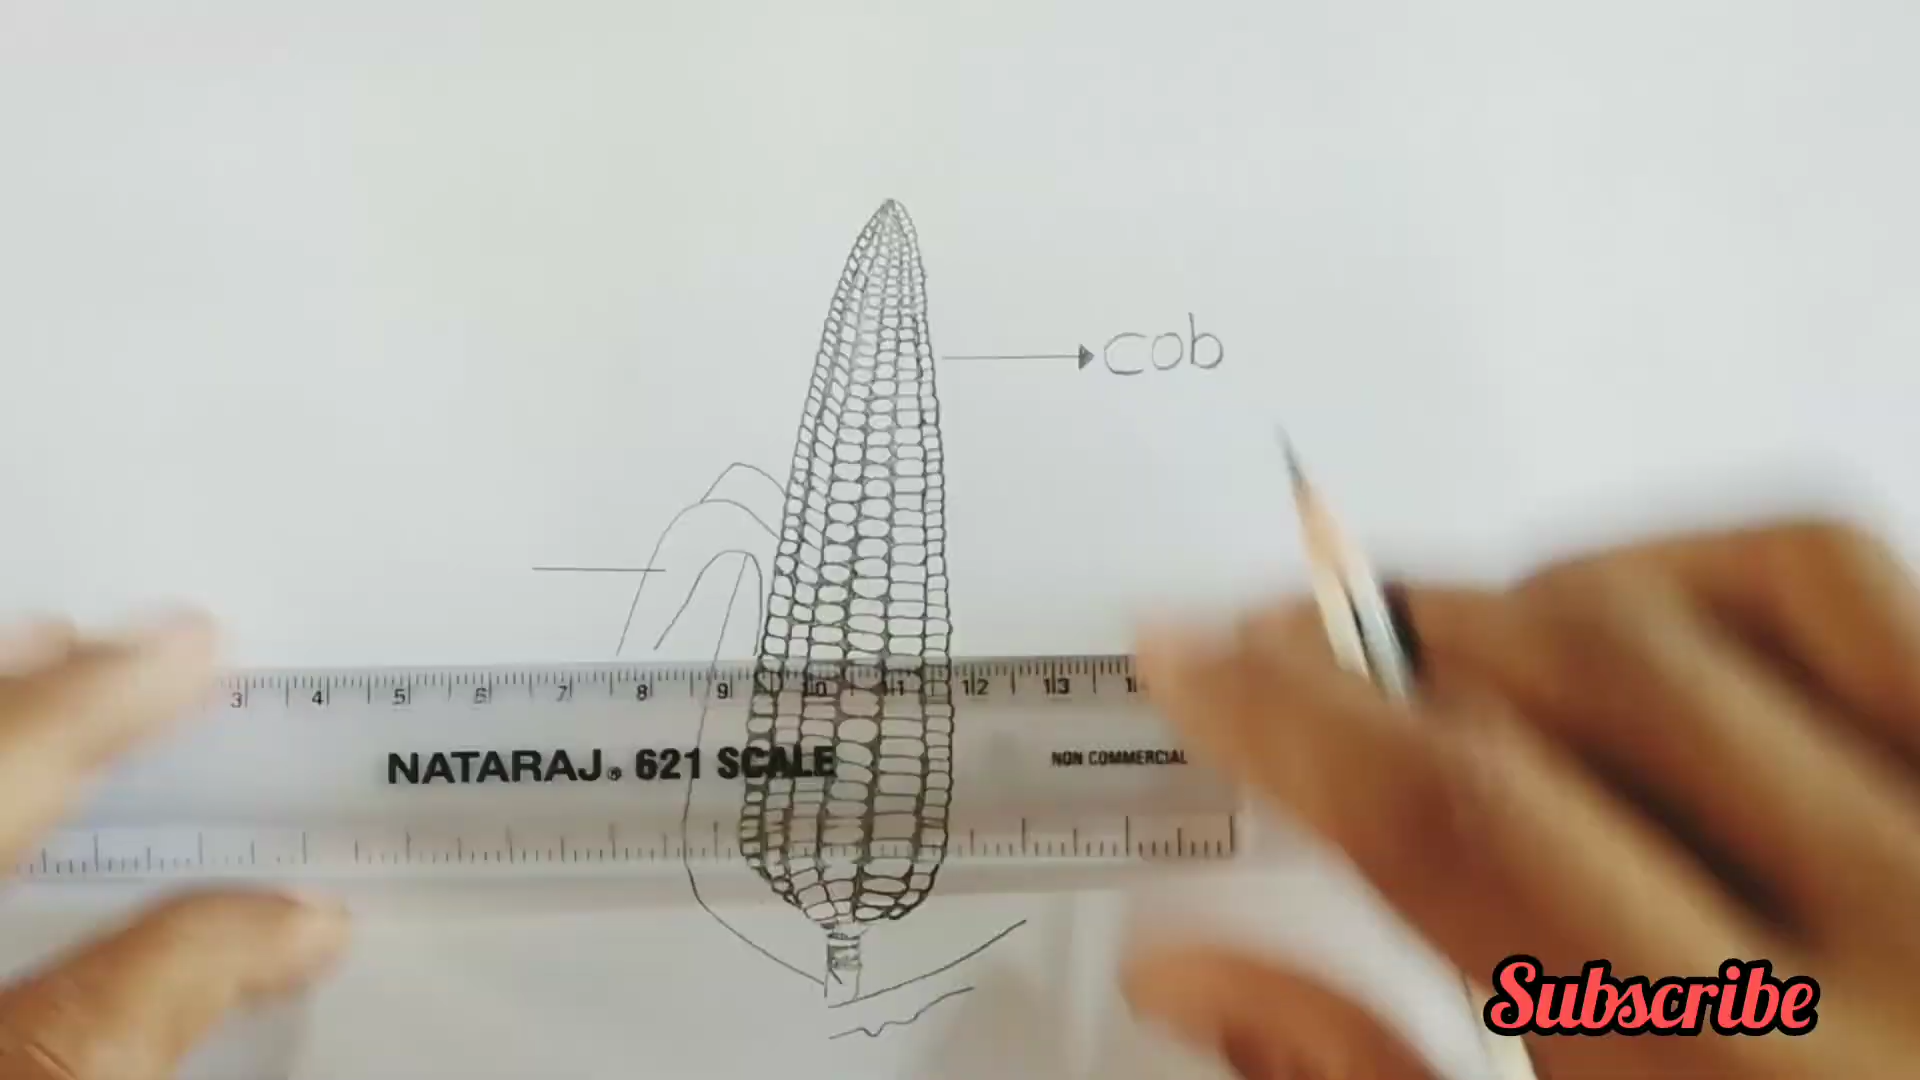 cob
3 4 5 6 7 8 9 10 11 12 13
NATARAJ® 621 SCALE
NON COMMERCIAL
Subscribe